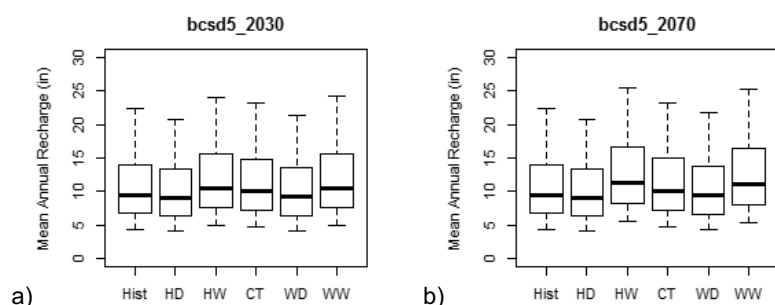 bcsd5_2030
Mean Annual Recharge (in)
30
25
20
15
10
5
0
Hist HD HW CT WD WW
a)
bcsd5_2070
Mean Annual Recharge (in)
30
25
20
15
10
5
0
Hist HD HW CT WD WW
b)